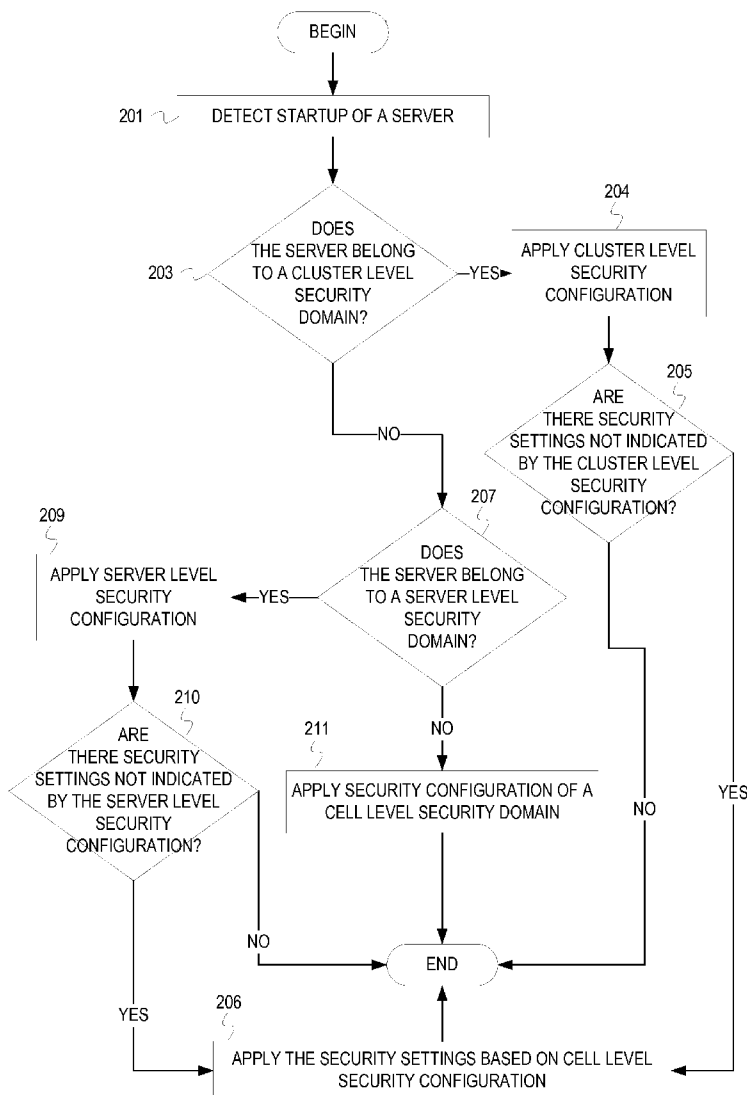 BEGIN
201
DETECT STARTUP OF A SERVER
203
DOES
THE SERVER BELONG
TO A CLUSTER LEVEL
SECURITY
DOMAIN?
YES
204
APPLY CLUSTER LEVEL
SECURITY
CONFIGURATION
205
ARE
THERE SECURITY
SETTINGS NOT INDICATED
BY THE CLUSTER LEVEL
SECURITY
CONFIGURATION?
NO
207
DOES
THE SERVER BELONG
TO A SERVER LEVEL
SECURITY
DOMAIN?
YES
209
APPLY SERVER LEVEL
SECURITY
CONFIGURATION
210
ARE
THERE SECURITY
SETTINGS NOT INDICATED
BY THE SERVER LEVEL
SECURITY
CONFIGURATION?
NO
211
APPLY SECURITY CONFIGURATION OF A
CELL LEVEL SECURITY DOMAIN
NO
YES
NO
END
YES
206
APPLY THE SECURITY SETTINGS BASED ON CELL LEVEL
SECURITY CONFIGURATION